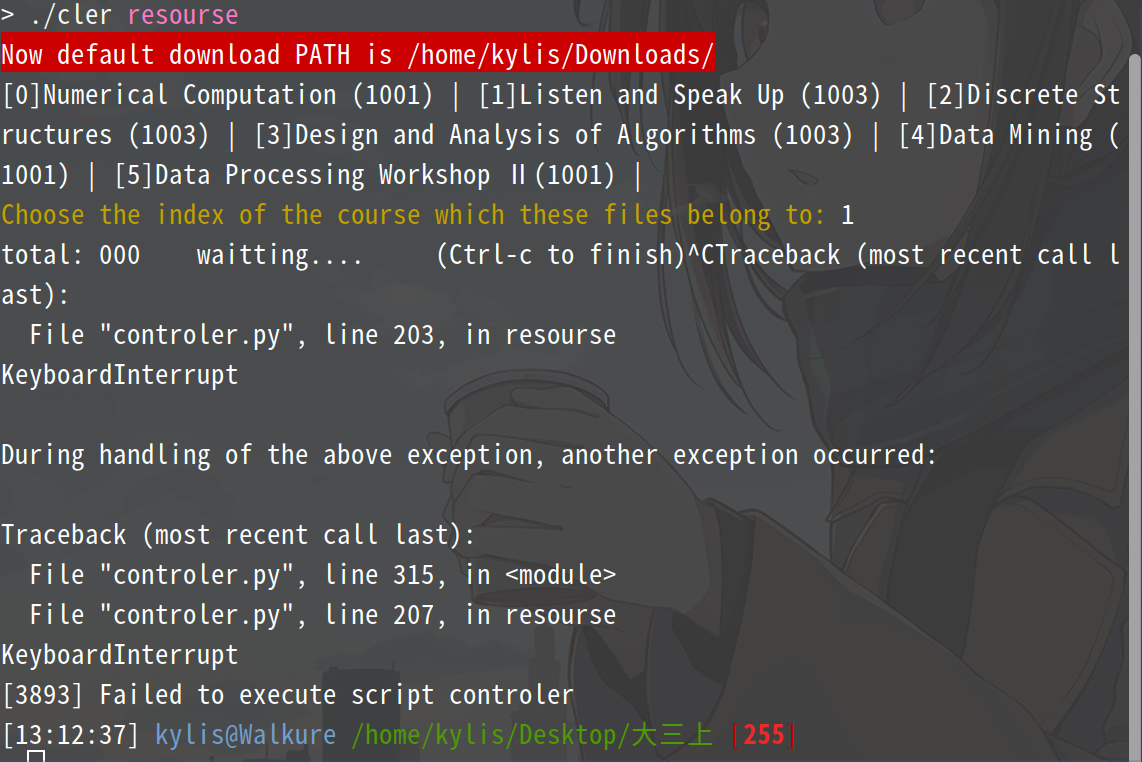 > ./cler resourse
Now default download PATH is /home/kylis/Downloads/
[0]Numerical Computation (1001) | [1]Listen and Speak Up (1003) | [2]Discrete St
ructures (1003) | [3]Design and Analysis of Algorithms (1003) | [4]Data Mining (
1001) | [5]Data Processing Workshop Ⅱ(1001) |
Choose the index of the course which these files belong to: 1
total: 000    waitting....     (Ctrl-c to finish)^CTraceback (most recent call l
ast):
  File "controler.py", line 203, in resourse
KeyboardInterrupt

During handling of the above exception, another exception occurred:

Traceback (most recent call last):
  File "controler.py", line 315, in <module>
  File "controler.py", line 207, in resourse
KeyboardInterrupt
[3893] Failed to execute script controler
[13:12:37] kylis@Walkure /home/kylis/Desktop/大三上 [255]